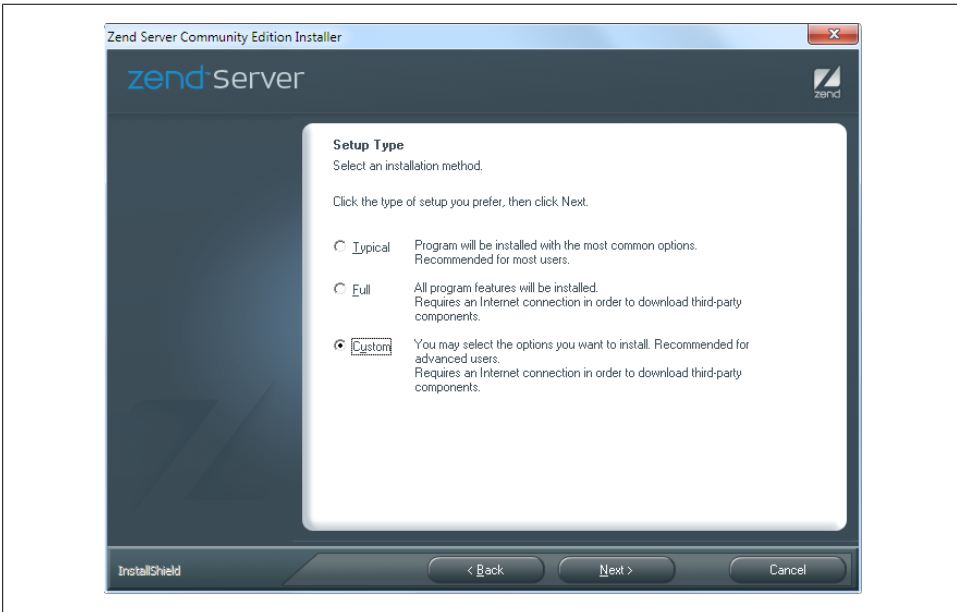 Zend Server Community Edition Installer
zend Server
zend
Setup Type
Select an installation method.
Click the type of setup you prefer, then click Next.
Typical
Program will be installed with the most common options.
Recommended for most users.
Full
All program features will be installed.
Requires an Internet connection in order to download third-party
components.
Custom
You may select the options you want to install. Recommended for
advanced users.
Requires an Internet connection in order to download third-party
components.
InstallShield
< Back
Next >
Cancel